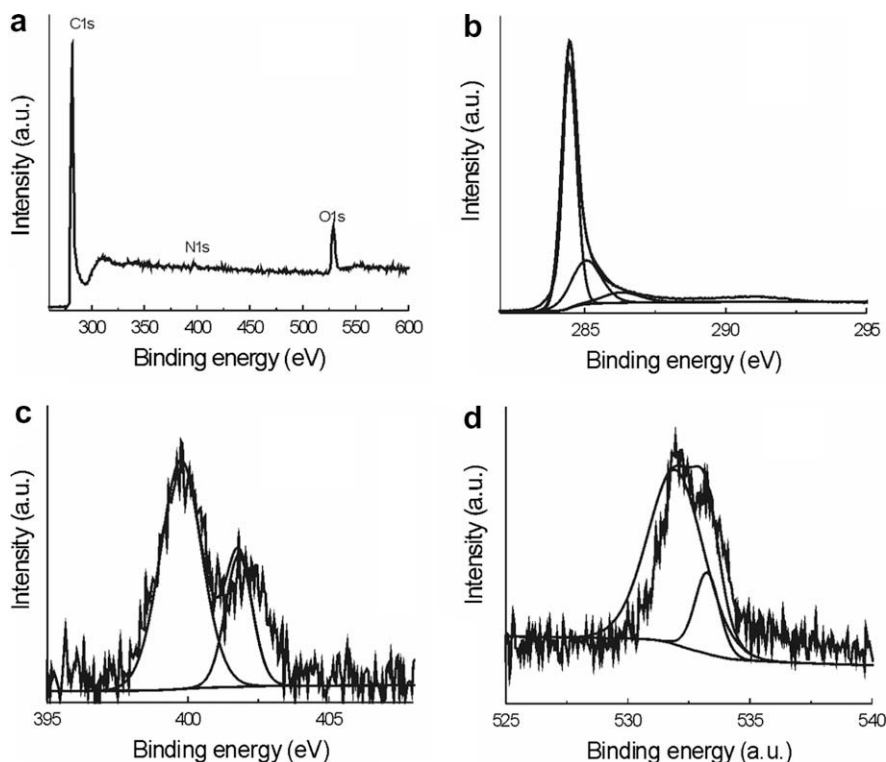 a
C1s
N1s
O1s
Intensity (a.u.)
300 350 400 450 500 550 600
Binding energy (eV)
b
Intensity (a.u.)
285 290 295
Binding energy (eV)
c
Intensity (a.u.)
395 400 405
Binding energy (eV)
d
Intensity (a.u.)
525 530 535 540
Binding energy (a.u.)